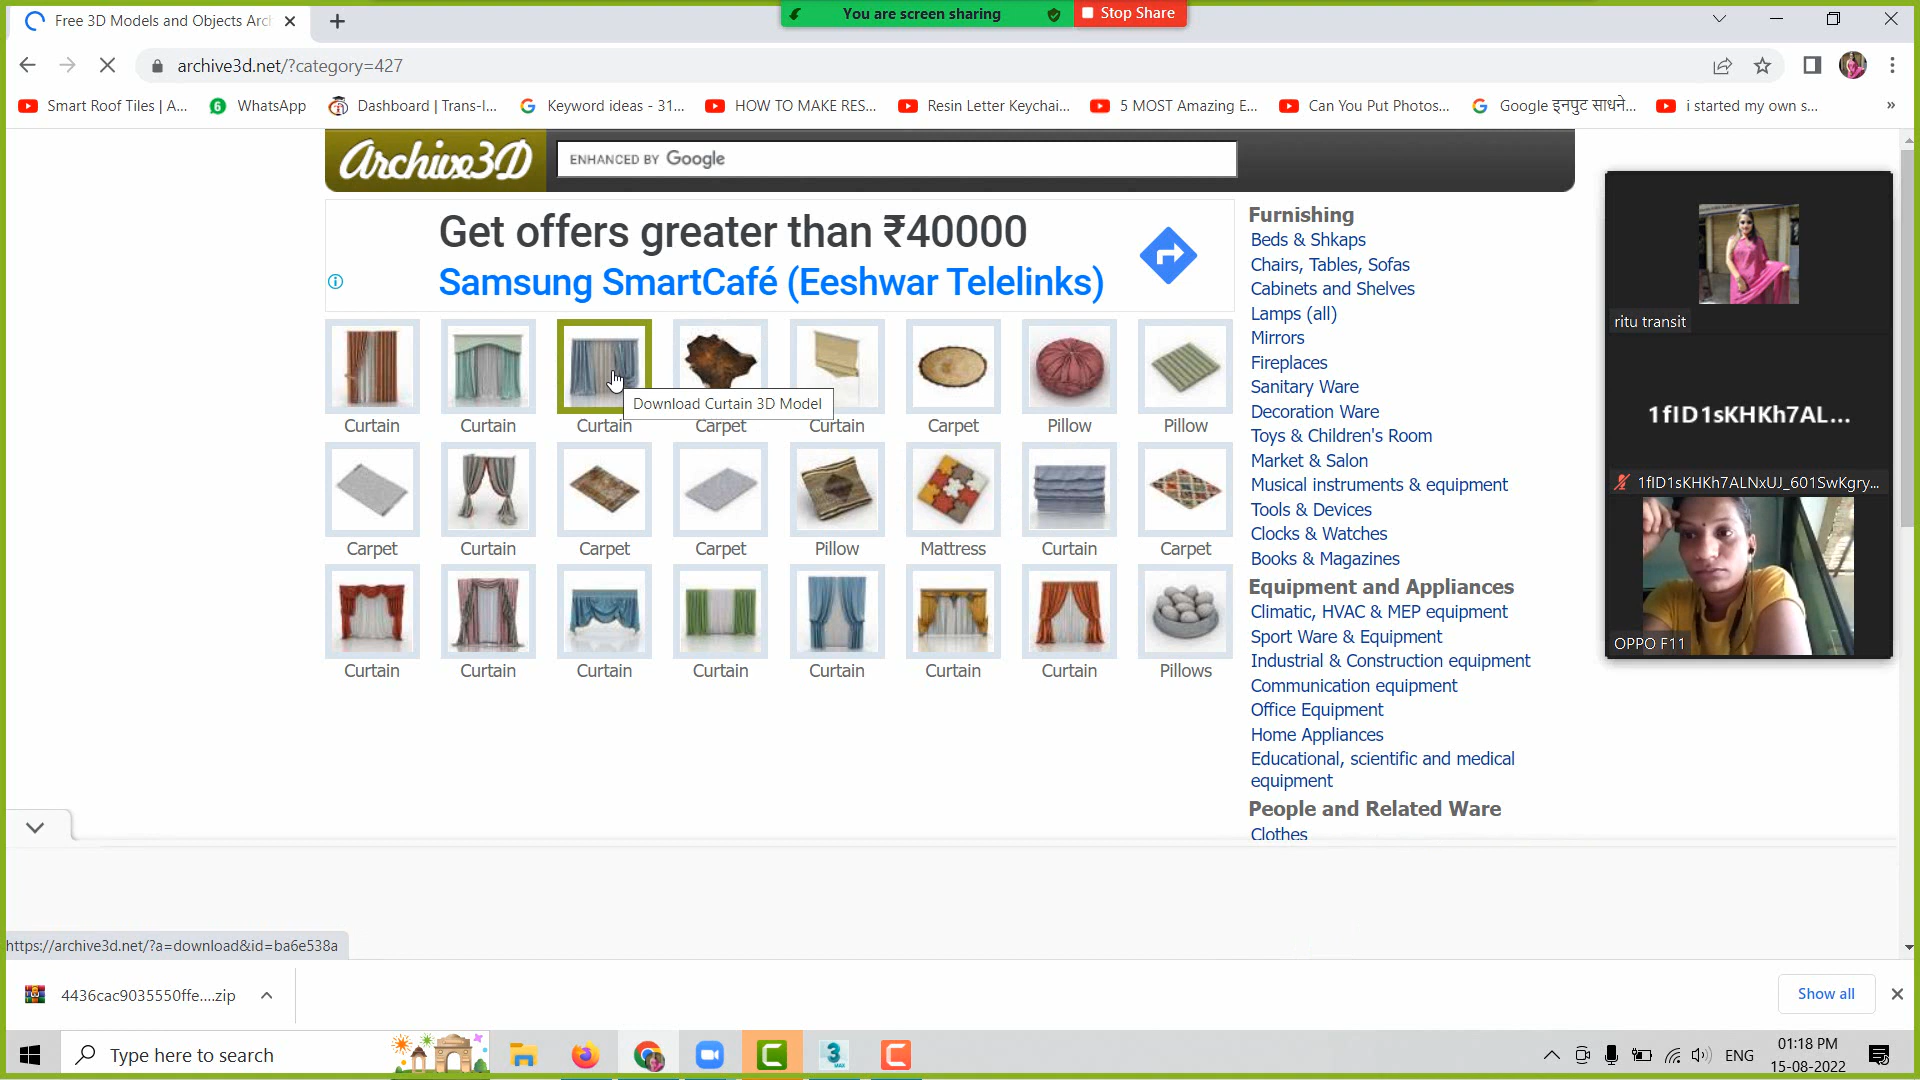 You are screen sharing
Stop Share
Free 3D Models and Objects Arc
archive3d.net/?category=427
Smart Roof Tiles | A...
WhatsApp
Dashboard | Trans-I...
Keyword ideas - 31...
HOW TO MAKE RES...
Resin Letter Keychai...
5 MOST Amazing E...
Can You Put Photos...
Google इनपुट साधने...
i started my own s...
»
Archive3D
ENHANCED BY Google
Get offers greater than ₹40000
Samsung SmartCafé (Eeshwar Telelinks)
Curtain
Curtain
Curtain
Carpet
Curtain
Carpet
Pillow
Pillow
Download Curtain 3D Model
Carpet
Curtain
Carpet
Carpet
Pillow
Mattress
Curtain
Carpet
Curtain
Curtain
Curtain
Curtain
Curtain
Curtain
Curtain
Pillows
Furnishing
Beds & Shkaps
Chairs, Tables, Sofas
Cabinets and Shelves
Lamps (all)
Mirrors
Fireplaces
Sanitary Ware
Decoration Ware
Toys & Children's Room
Market & Salon
Musical instruments & equipment
Tools & Devices
Clocks & Watches
Books & Magazines
Equipment and Appliances
Climatic, HVAC & MEP equipment
Sport Ware & Equipment
Industrial & Construction equipment
Communication equipment
Office Equipment
Home Appliances
Educational, scientific and medical
equipment
People and Related Ware
Clothes
ritu transit
1fID1sKHKh7AL...
1fID1sKHKh7ALNxUJ_601SwKgry...
OPPO F11
https://archive3d.net/?a=download&id=ba6e538a
4436cac9035550ffe....zip
Show all
Type here to search
ENG
01:18 PM
15-08-2022